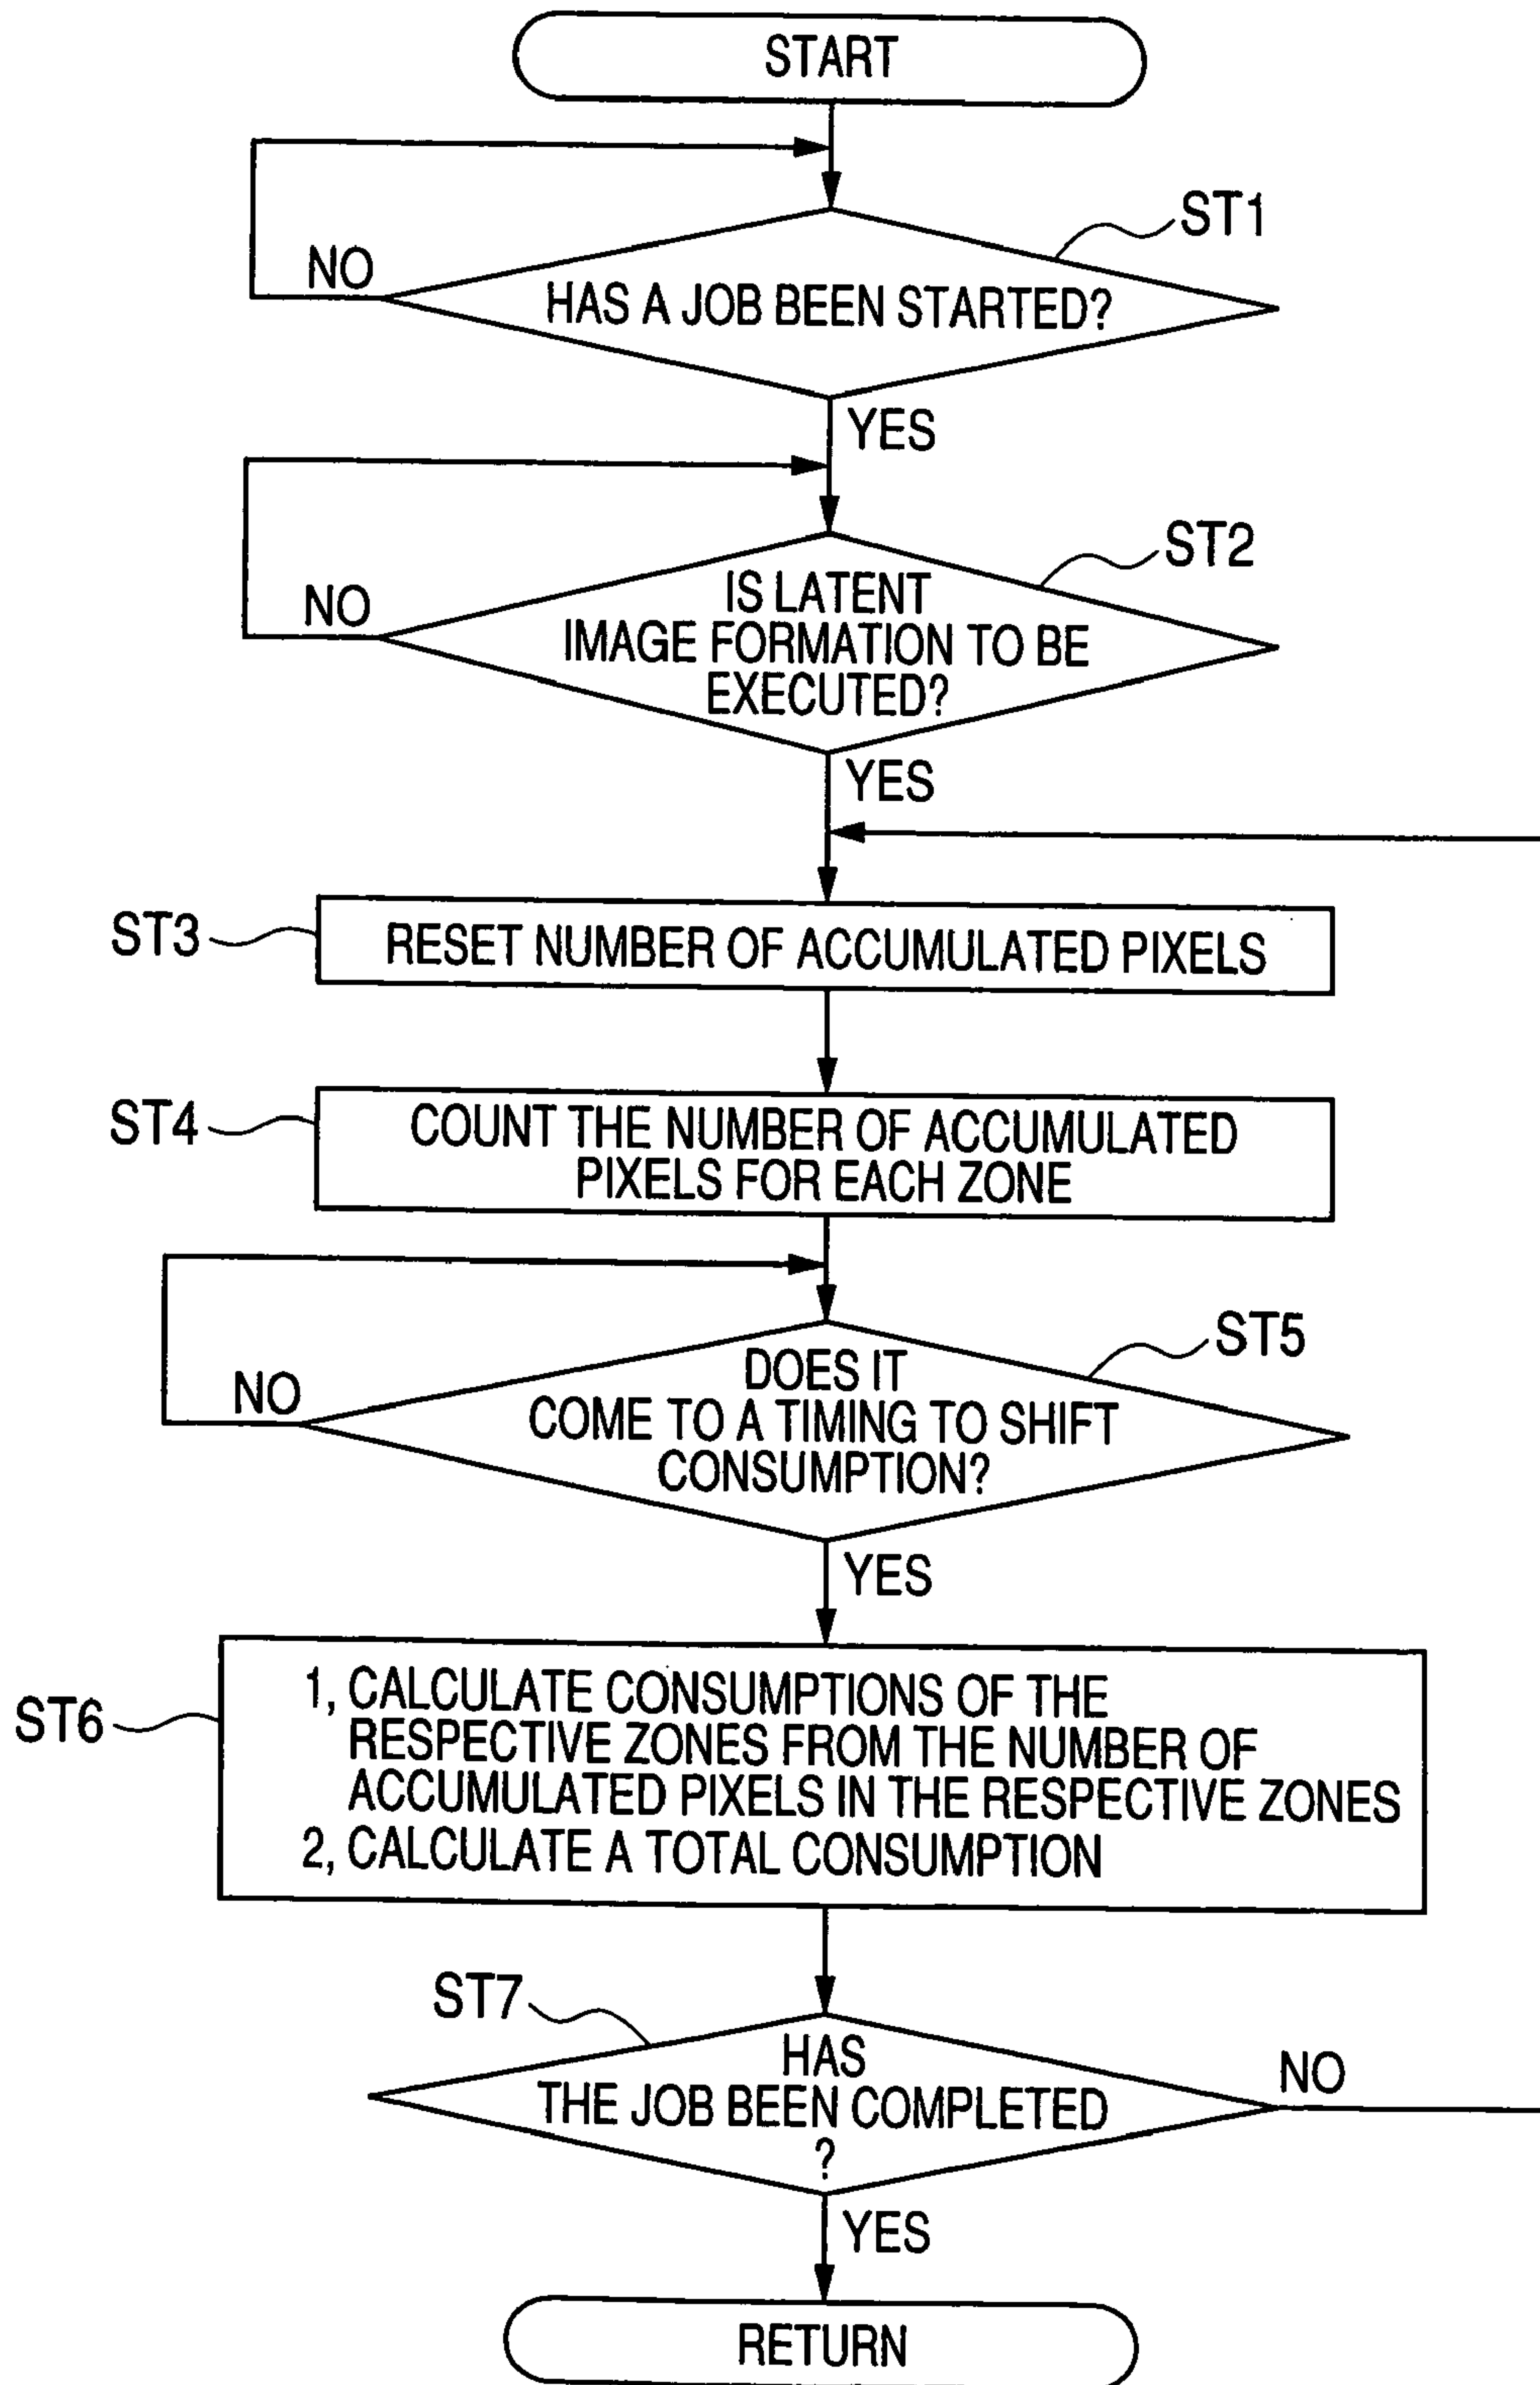 START
ST1
NO
HAS A JOB BEEN STARTED?
YES
ST2
NO
IS LATENT
IMAGE FORMATION TO BE
EXECUTED?
YES
ST3
RESET NUMBER OF ACCUMULATED PIXELS
ST4
COUNT THE NUMBER OF ACCUMULATED
PIXELS FOR EACH ZONE
ST5
NO
DOES IT
COME TO A TIMING TO SHIFT
CONSUMPTION?
YES
ST6
1, CALCULATE CONSUMPTIONS OF THE
RESPECTIVE ZONES FROM THE NUMBER OF
ACCUMULATED PIXELS IN THE RESPECTIVE ZONES
2, CALCULATE A TOTAL CONSUMPTION
ST7
HAS
THE JOB BEEN COMPLETED
?
NO
YES
RETURN